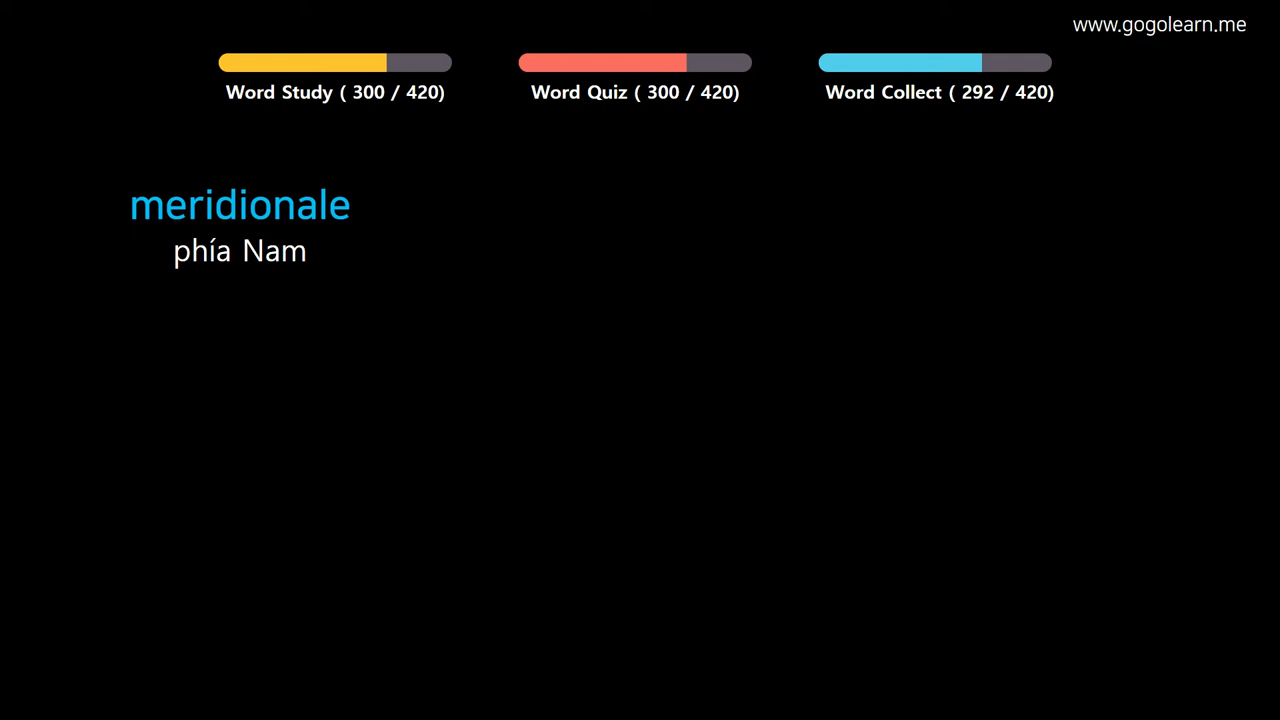 www.gogolearn.me
Word Study ( 300 / 420)
Word Quiz ( 300 / 420)
Word Collect ( 292 / 420)
meridionale
phía Nam